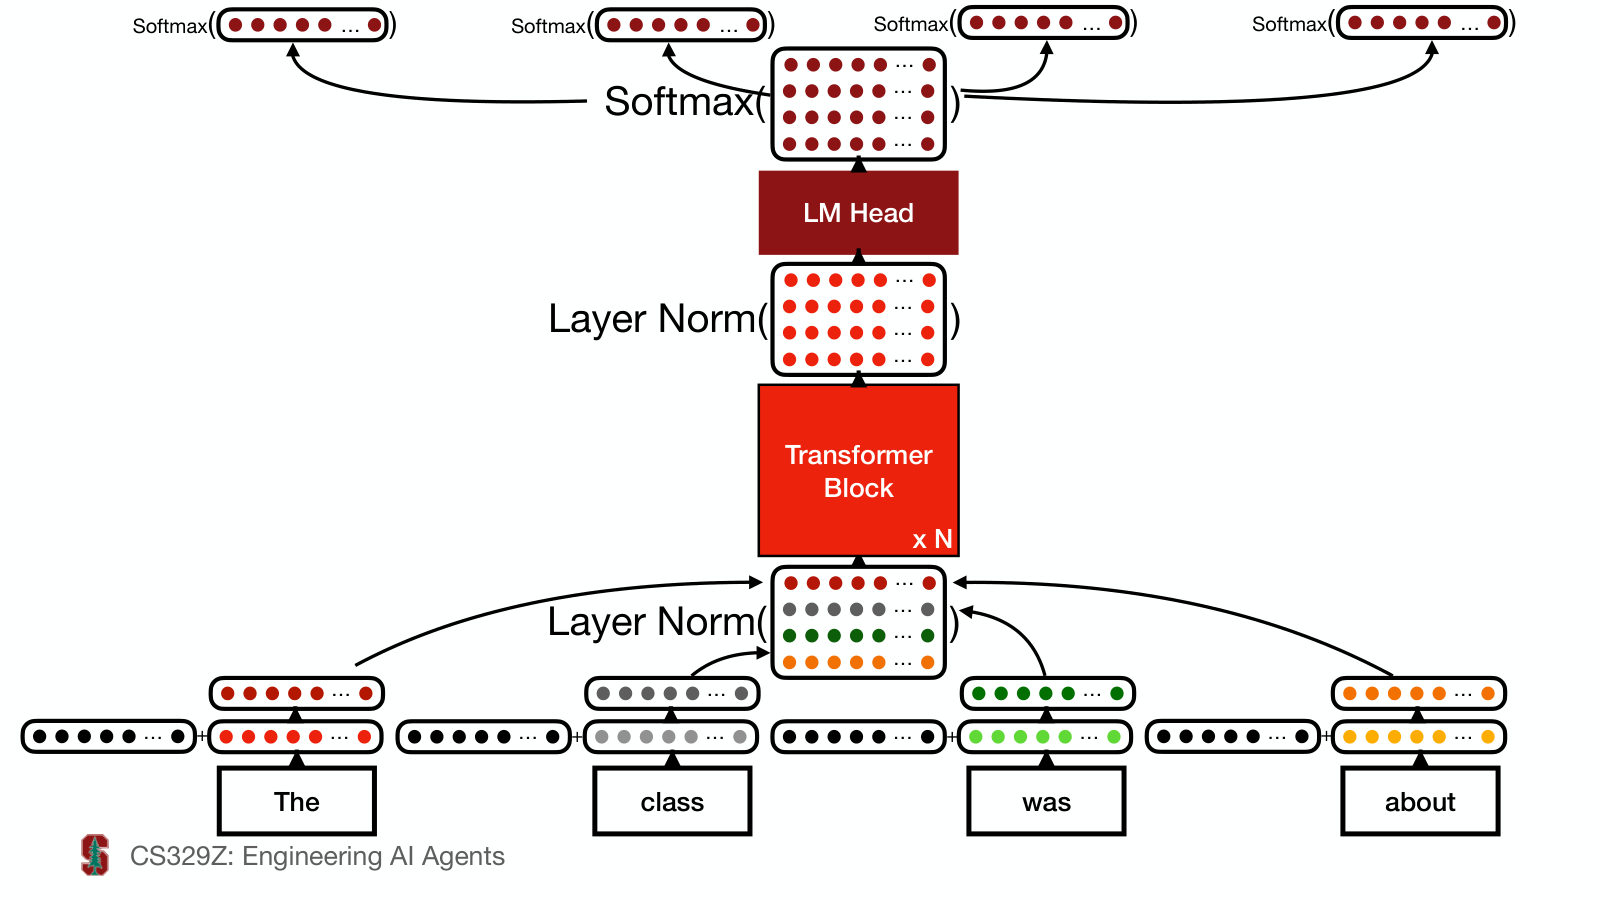 Softmax( ... )
Softmax( ... )
Softmax( ... )
Softmax( ... )
...
Softmax( ... )
...
...
LM Head
...
Layer Norm( ... )
...
...
Transformer
Block
x N
...
Layer Norm( ... )
...
...
... ... ... ...
... + ... ... + ... ... + ... ... + ...
The class was about
S CS329Z: Engineering AI Agents